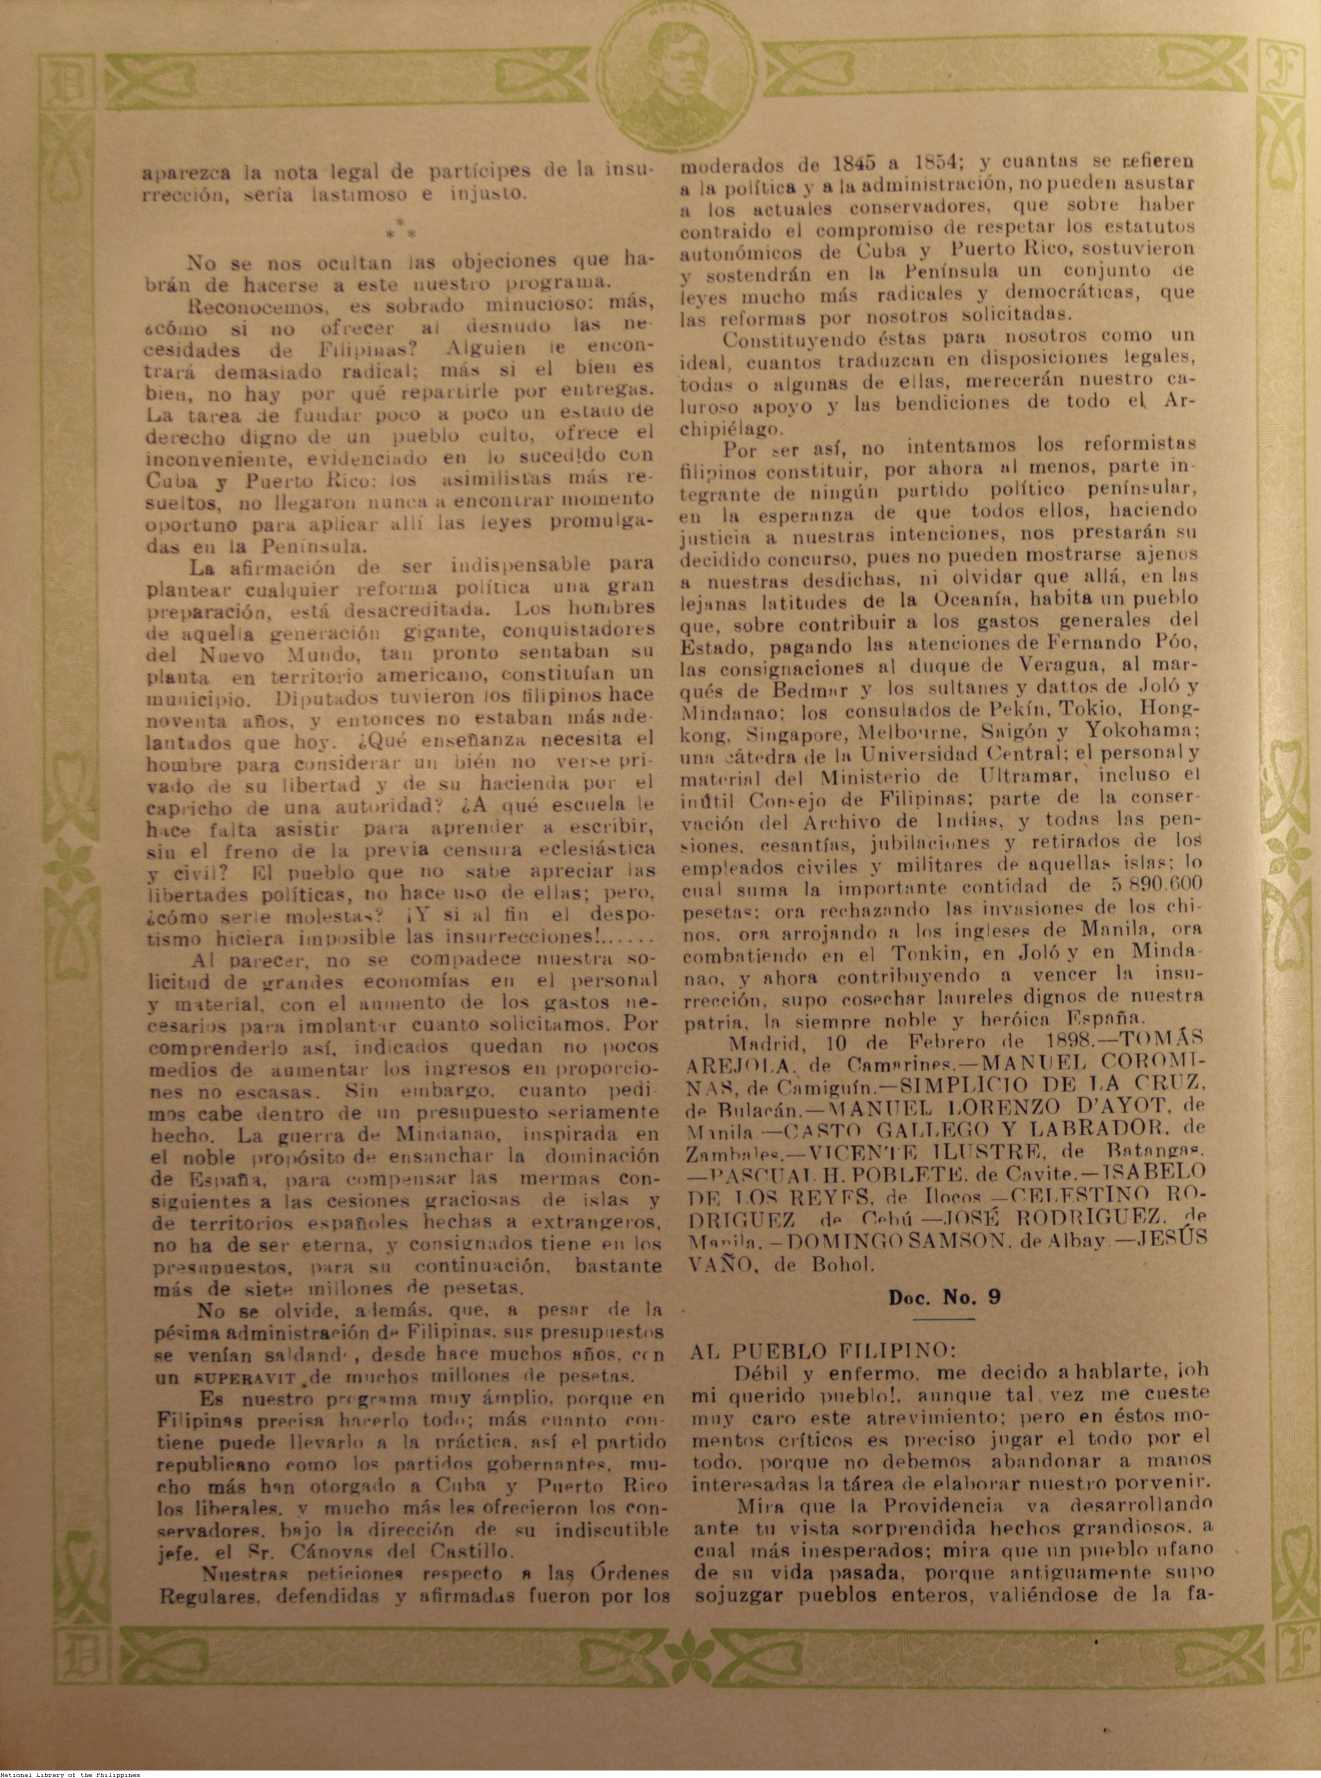 RIZAL
D
F
aparezca la nota legal de partícipes de la insu-
rrección, sería lastimoso e injusto.
* * *
No se nos ocultan las objeciones que ha-
brán de hacerse a este nuestro programa.
Reconocemos, es sobrado minucioso: más,
¿cómo si no ofrecer al desnudo las ne-
cesidades de Filipinas? Alguien le encon-
trará demasiado radical; más si el bien es
bien, no hay por qué repartirle por entregas.
La tarea de fundar poco a poco un estado de
derecho digno de un pueblo culto, ofrece el
inconveniente, evidenciado en lo sucedido con
Cuba y Puerto Rico: los asimilistas más re-
sueltos, no llegaron nunca a encontrar momento
oportuno para aplicar allí las leyes promulga-
das en la Península.
La afirmación de ser indispensable para
plantear cualquier reforma política una gran
preparación, está desacreditada. Los hombres
de aquella generación gigante, conquistadores
del Nuevo Mundo, tan pronto sentaban su
planta en territorio americano, constituían un
municipio. Diputados tuvieron los filipinos hace
noventa años, y entonces no estaban más ade-
lantados que hoy. ¿Qué enseñanza necesita el
hombre para considerar un bién no verse pri-
vado de su libertad y de su hacienda por el
capricho de una autoridad? ¿A qué escuela le
hace falta asistir para aprender a escribir,
sin el freno de la previa censura eclesiástica
y civil? El pueblo que no sabe apreciar las
libertades políticas, no hace uso de ellas; pero,
¿cómo serle molestas? ¡Y si al fin el despo-
tismo hiciera imposible las insurrecciones!......
Al parecer, no se compadece nuestra so-
licitud de grandes economías en el personal
y material, con el aumento de los gastos ne-
cesarios para implantar cuanto solicitamos. Por
comprenderlo así, indicados quedan no pocos
medios de aumentar los ingresos en proporcio-
nes no escasas. Sin embargo, cuanto pedi-
mos cabe dentro de un presupuesto seriamente
hecho. La guerra de Mindanao, inspirada en
el noble propósito de ensanchar la dominación
de España, para compensar las mermas con-
siguientes a las cesiones graciosas de islas y
de territorios españoles hechas a extrangeros,
no ha de ser eterna, y consignados tiene en los
presupuestos, para su continuación, bastante
más de siete millones de pesetas.
No se olvide, además, que, a pesar de la
pésima administración de Filipinas, sus presupuestos
se venían saldando, desde hace muchos años, con
un SUPERAVIT de muchos millones de pesetas.
Es nuestro programa muy ámplio, porque en
Filipinas precisa hacerlo todo; más cuanto con-
tiene puede llevarlo a la práctica, así el partido
republicano como los partidos gobernantes, mu-
cho más han otorgado a Cuba y Puerto Rico
los liberales, y mucho más les ofrecieron los con-
servadores, bajo la dirección de su indiscutible
jefe, el Sr. Cánovas del Castillo.
Nuestras peticiones respecto a las Órdenes
Regulares, defendidas y afirmadas fueron por los
moderados de 1845 a 1854; y cuantas se refieren
a la política y a la administración, no pueden asustar
a los actuales conservadores, que sobre haber
contraido el compromiso de respetar los estatutos
autonómicos de Cuba y Puerto Rico, sostuvieron
y sostendrán en la Península un conjunto de
leyes mucho más radicales y democráticas, que
las reformas por nosotros solicitadas.
Constituyendo éstas para nosotros como un
ideal, cuantos traduzcan en disposiciones legales,
todas o algunas de ellas, merecerán nuestro ca-
luroso apoyo y las bendiciones de todo el Ar-
chipiélago.
Por ser así, no intentamos los reformistas
filipinos constituir, por ahora al menos, parte in-
tegrante de ningún partido político peninsular,
en la esperanza de que todos ellos, haciendo
justicia a nuestras intenciones, nos prestarán su
decidido concurso, pues no pueden mostrarse ajenos
a nuestras desdichas, ni olvidar que allá, en las
lejanas latitudes de la Oceanía, habita un pueblo
que, sobre contribuir a los gastos generales del
Estado, pagando las atenciones de Fernando Póo,
las consignaciones al duque de Veragua, al mar-
qués de Bedmar y los sultanes y dattos de Joló y
Mindanao; los consulados de Pekín, Tokio, Hong-
kong, Singapore, Melbourne, Saigón y Yokohama;
una cátedra de la Universidad Central; el personal y
material del Ministerio de Ultramar, incluso el
inútil Consejo de Filipinas; parte de la conser-
vación del Archivo de Indias, y todas las pen-
siones, cesantías, jubilaciones y retirados de los
empleados civiles y militares de aquellas islas; lo
cual suma la importante contidad de 5 890.600
pesetas; ora rechazando las invasiones de los chi-
nos, ora arrojando a los ingleses de Manila, ora
combatiendo en el Tonkin, en Joló y en Minda-
nao, y ahora contribuyendo a vencer la insu-
rrección, supo cosechar laureles dignos de nuestra
patria, la siempre noble y heróica España.
Madrid, 10 de Febrero de 1898.—TOMÁS
AREJOLA, de Camarines.—MANUEL COROMI-
NAS, de Camiguín.—SIMPLICIO DE LA CRUZ,
de Bulacán.—MANUEL LORENZO D'AYOT, de
Manila.—CASTO GALLEGO Y LABRADOR, de
Zambales.—VICENTE ILUSTRE, de Batangas.
—PASCUAL H. POBLETE, de Cavite.—ISABELO
DE LOS REYES, de Ilocos.—CELESTINO RO-
DRIGUEZ de Cebú.—JOSÉ RODRIGUEZ, de
Manila.—DOMINGO SAMSON, de Albay.—JESÚS
VAÑO, de Bohol.
Doc. No. 9
AL PUEBLO FILIPINO:
Débil y enfermo, me decido a hablarte, ¡oh
mi querido pueblo!, aunque tal vez me cueste
muy caro este atrevimiento; pero en éstos mo-
mentos críticos es preciso jugar el todo por el
todo, porque no debemos abandonar a manos
interesadas la tárea de elaborar nuestro porvenir.
Mira que la Providencia va desarrollando
ante tu vista sorprendida hechos grandiosos, a
cual más inesperados; mira que un pueblo ufano
de su vida pasada, porque antiguamente supo
sojuzgar pueblos enteros, valiéndose de la fa-
D
F
National Library of the Philippines